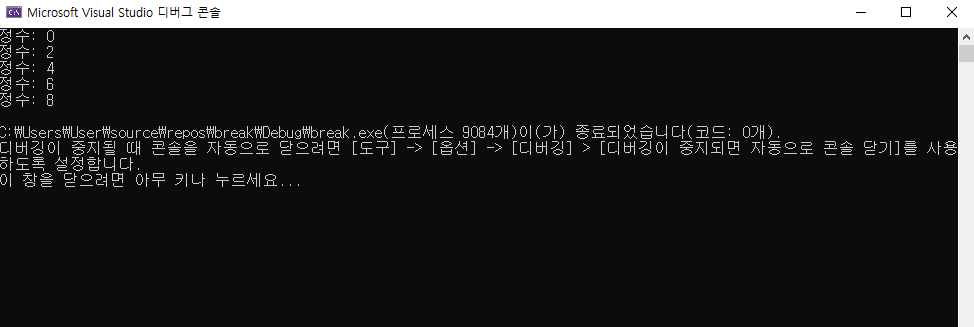 Microsoft Visual Studio 디버그 콘솔
정수: 0
정수: 2
정수: 4
정수: 6
정수: 8
C:₩Users₩User₩source₩repos₩break₩Debug₩break.exe(프로세스 9084개)이(가) 종료되었습니다(코드: 0개).
디버깅이 중지될 때 콘솔을 자동으로 닫으려면 [도구] -> [옵션] -> [디버깅] > [디버깅이 중지되면 자동으로 콘솔 닫기]를 사용
하도록 설정합니다.
이 창을 닫으려면 아무 키나 누르세요...